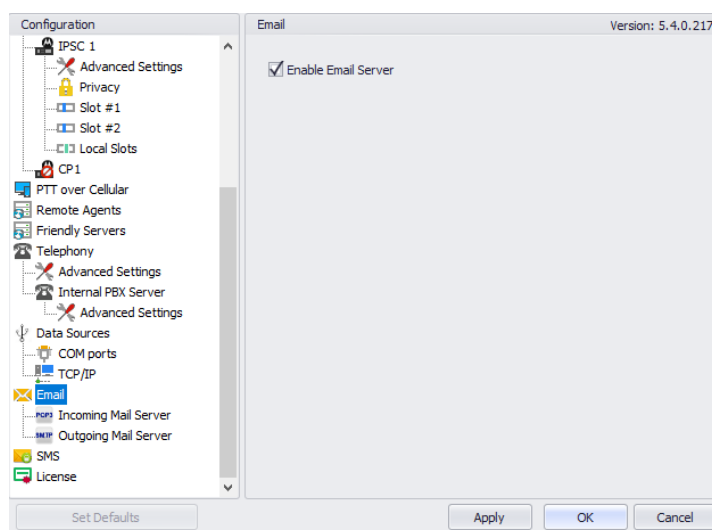 Configuration
IPSC 1
Advanced Settings
Privacy
Slot #1
Slot #2
Local Slots
CP1
PTT over Cellular
Remote Agents
Friendly Servers
Telephony
Advanced Settings
Internal PBX Server
Advanced Settings
Data Sources
COM ports
TCP/IP
Email
POP3 Incoming Mail Server
SMTP Outgoing Mail Server
SMS
License
Set Defaults
Email Version: 5.4.0.217
Enable Email Server
Apply OK Cancel